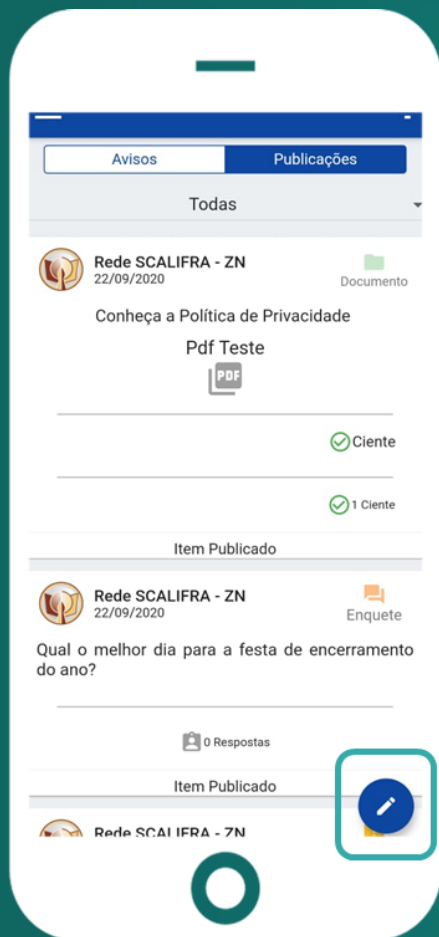 Avisos
Publicações
Todas
Rede SCALIFRA - ZN
22/09/2020
Documento
Conheça a Política de Privacidade
Pdf Teste
PDF
Ciente
1 Ciente
Item Publicado
Rede SCALIFRA - ZN
22/09/2020
Enquete
Qual o melhor dia para a festa de encerramento
do ano?
0 Respostas
Item Publicado
Rede SCALIFRA - ZN